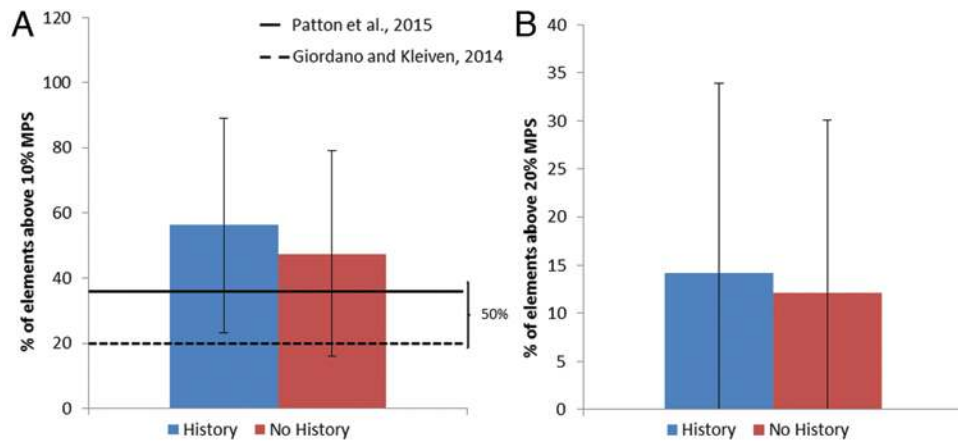 A
% of elements above 10% MPS
120
100
80
60
40
20
0
Patton et al., 2015
Giordano and Kleiven, 2014
50%
History No History
B
% of elements above 20% MPS
40
35
30
25
20
15
10
5
0
History No History